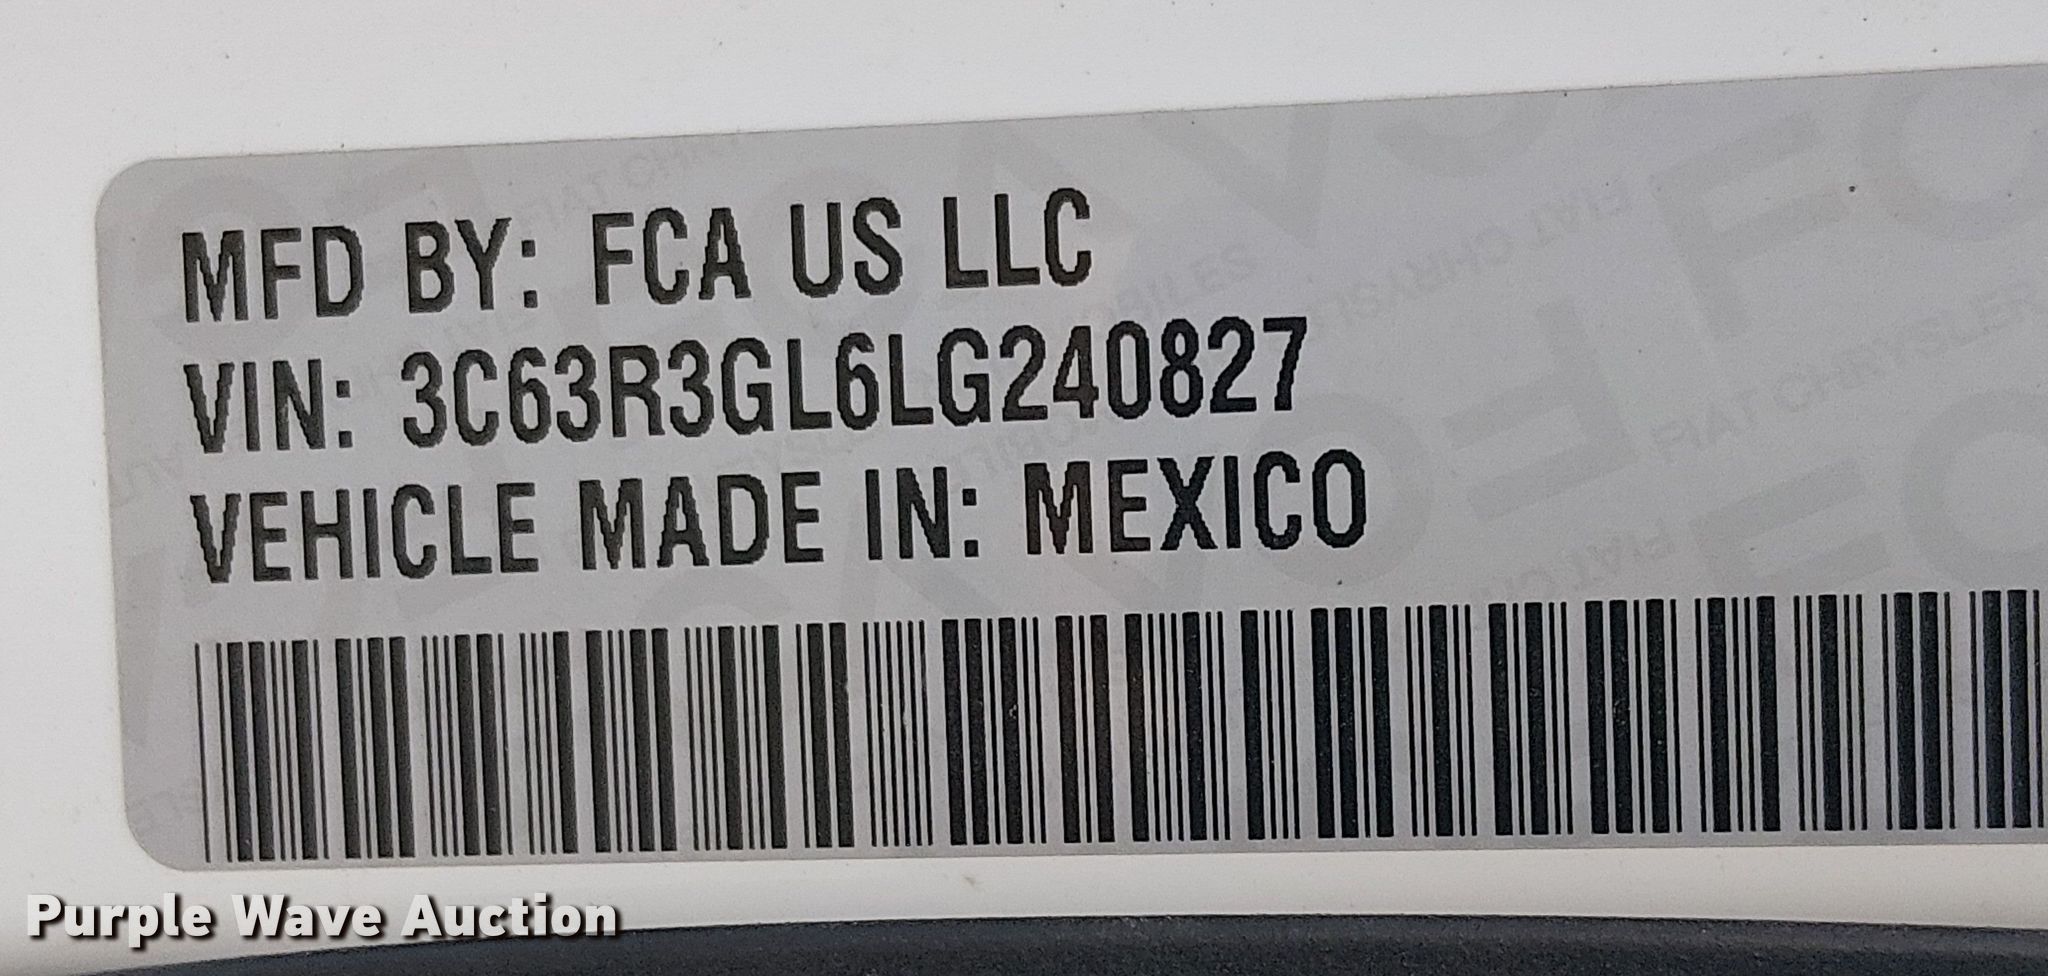 MFD BY: FCA US LLC
VIN: 3C63R3GL6LG240827
VEHICLE MADE IN: MEXICO
Purple Wave Auction